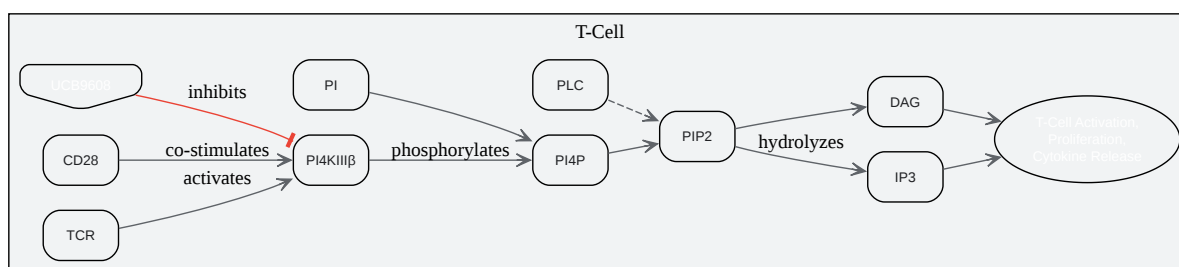 T-Cell
UCB9608
inhibits
PI
PLC
DAG
CD28
co-stimulates
PI4KIIIβ
phosphorylates
PI4P
PIP2
hydrolyzes
T-Cell Activation,
Proliferation,
Cytokine Release
activates
IP3
TCR